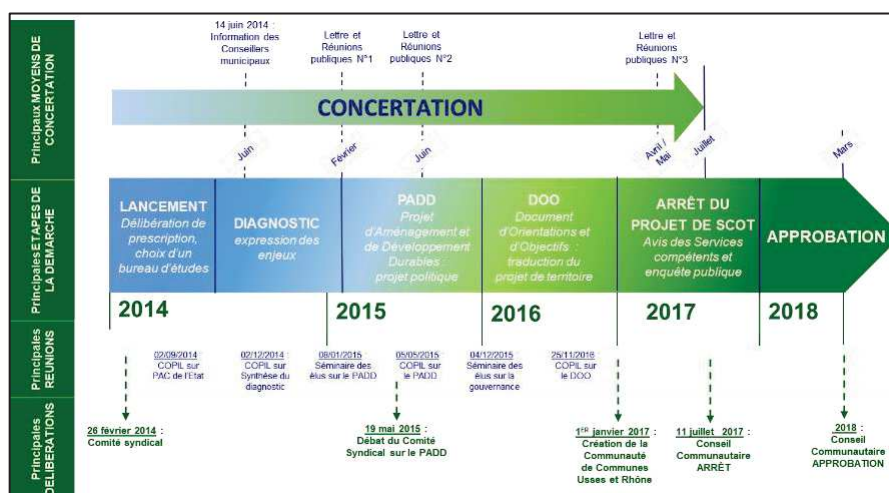 Principaux MOYENS DE
CONCERTATION
14 juin 2014 :
Information des
Conseillers
municipaux
Lettre et
Réunions
publiques N°1
Lettre et
Réunions
publiques N°2
Lettre et
Réunions
publiques N°3
CONCERTATION
Juin
Février
Juin
Avril /
Mai
Juillet
Mars
Principales ETAPES DE
LA DEMARCHE
LANCEMENT
Délibération de
prescription,
choix d'un
bureau d'études
DIAGNOSTIC
expression des
enjeux
PADD
Projet
d'Aménagement et
de Développement
Durables :
projet politique
DOO
Document
d'Orientations et
d'Objectifs :
traduction du
projet de territoire
ARRÊT DU
PROJET DE SCOT
Avis des Services
compétents et
enquête publique
APPROBATION
2014
2015
2016
2017
2018
Principales
REUNIONS
02/09/2014 :
COPIL sur
PAC de l'Etat
02/12/2014 :
COPIL sur
Synthèse du
diagnostic
09/01/2015 :
Séminaire des
élus sur le PADD
05/05/2015 :
COPIL sur
le PADD
04/12/2015 :
Séminaire des
élus sur la
gouvernance
25/11/2016 :
COPIL sur
le DOO
Principales
DELIBERATIONS
26 février 2014 :
Comité syndical
19 mai 2015 :
Débat du Comité
Syndical sur le PADD
1ER janvier 2017 :
Création de la
Communauté
de Communes
Usses et Rhône
11 juillet 2017 :
Conseil
Communautaire
ARRÊT
2018 :
Conseil
Communautaire
APPROBATION